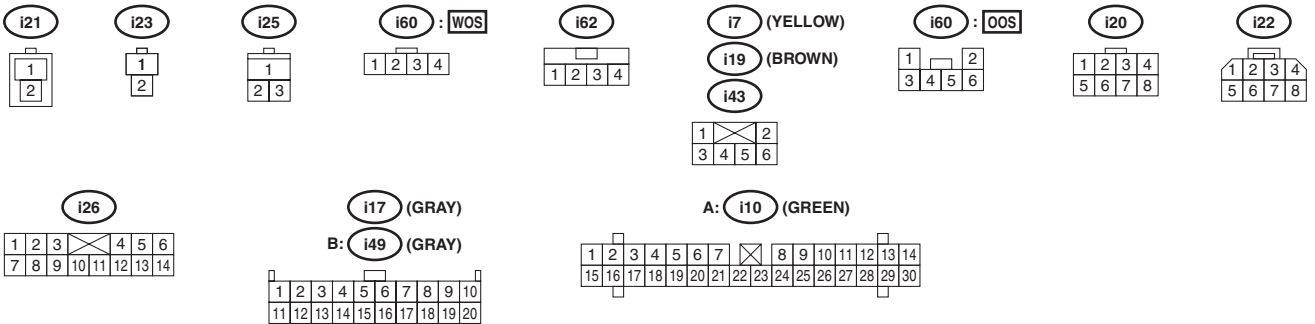 i21 i23 i25 i60 : WOS i62 i7 (YELLOW) i60 : OOS i20 i22
i19 (BROWN)
i43
1
2
1
2
1
2 3
1 2 3 4
1 2 3 4
1 2
3 4 5 6
1 2
3 4 5 6
1 2 3 4
5 6 7 8
1 2 3 4
5 6 7 8
i26
1 2 3 4 5 6
7 8 9 10 11 12 13 14
i17 (GRAY)
B: i49 (GRAY)
1 2 3 4 5 6 7 8 9 10
11 12 13 14 15 16 17 18 19 20
A: i10 (GREEN)
1 2 3 4 5 6 7 8 9 10 11 12 13 14
15 16 17 18 19 20 21 22 23 24 25 26 27 28 29 30